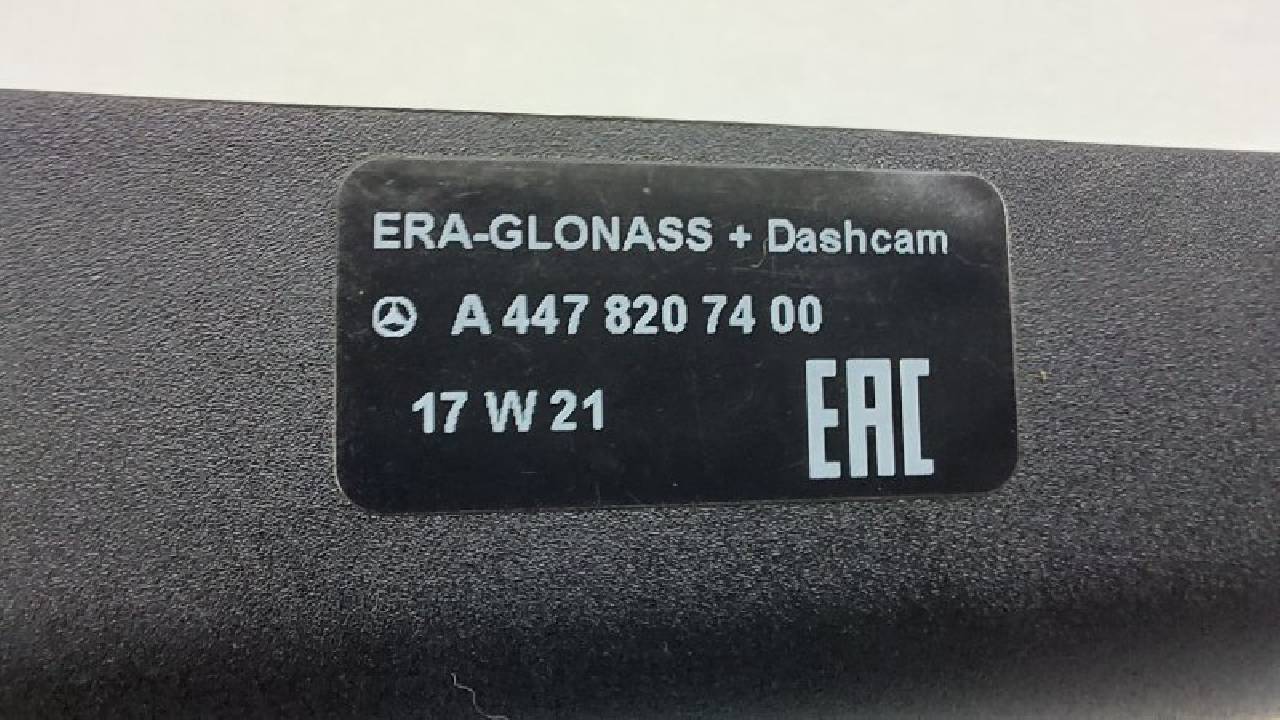 ERA-GLONASS + Dashcam
A 447 820 74 00
17 W 21
EAC